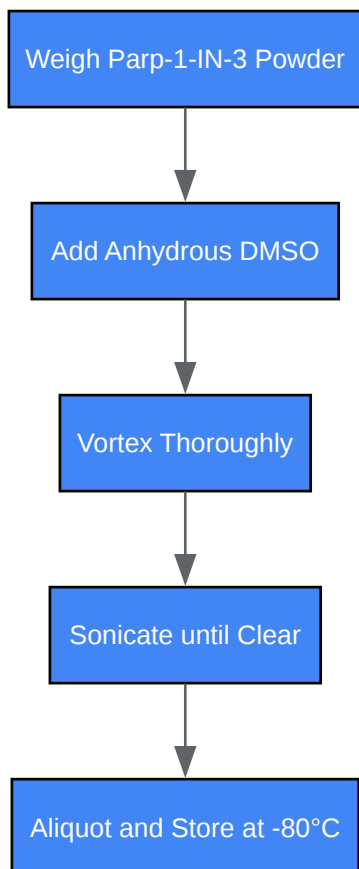 Weigh Parp-1-IN-3 Powder
Add Anhydrous DMSO
Vortex Thoroughly
Sonicate until Clear
Aliquot and Store at -80°C